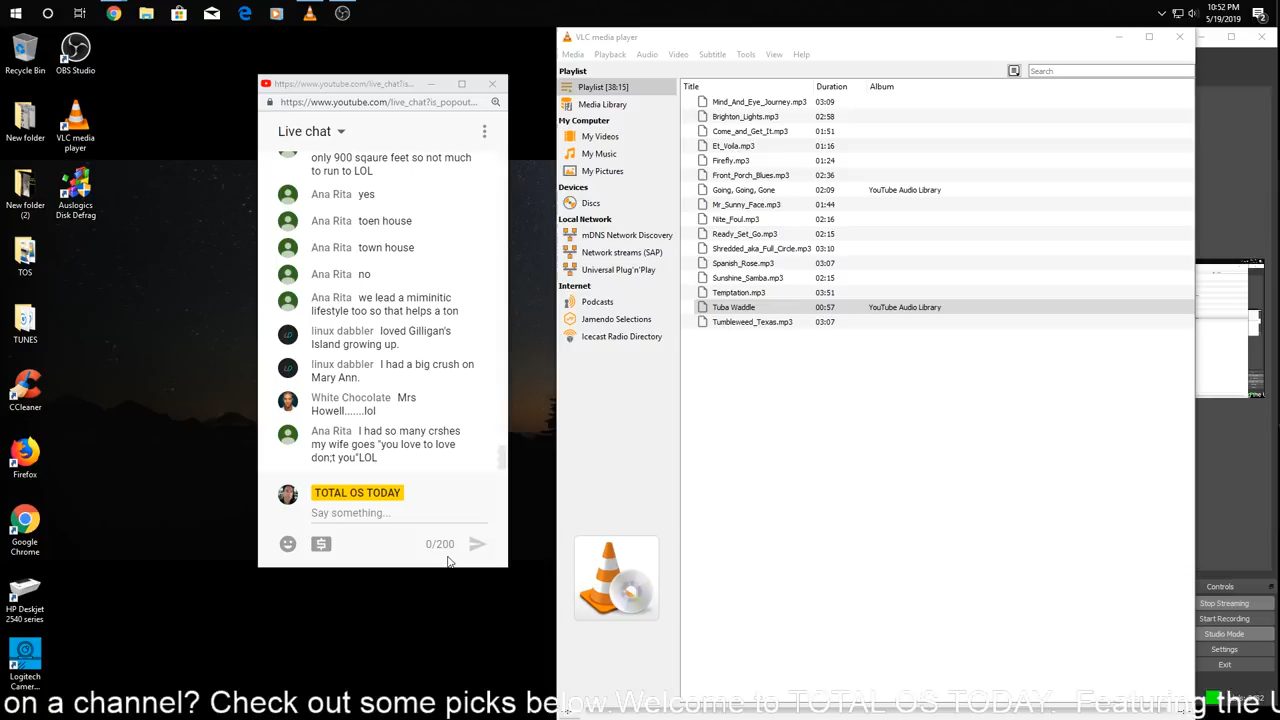 10:52 PM
5/19/2019
2
Recycle Bin
OBS Studio
New folder
VLC media
player
New folder
(2)
Auslogics
Disk Defrag
TOS
TUNES
CCleaner
Firefox
Google
Chrome
HP Deskjet
2540 series
Logitech
Camer...
https://www.youtube.com/live_chat?is...
https://www.youtube.com/live_chat?is_popout...
Live chat
only 900 sqaure feet so not much
to run to LOL
Ana Rita yes
Ana Rita toen house
Ana Rita town house
Ana Rita no
Ana Rita we lead a miminitic
lifestyle too so that helps a ton
linux dabbler loved Gilligan's
Island growing up.
linux dabbler I had a big crush on
Mary Ann.
White Chocolate Mrs
Howell.......lol
Ana Rita I had so many crshes
my wife goes "you love to love
don;t you"LOL
TOTAL OS TODAY
Say something...
0/200
VLC media player
Media Playback Audio Video Subtitle Tools View Help
Playlist
Search
Playlist [38:15]
Media Library
My Computer
My Videos
My Music
My Pictures
Devices
Discs
Local Network
mDNS Network Discovery
Network streams (SAP)
Universal Plug'n'Play
Internet
Podcasts
Jamendo Selections
Icecast Radio Directory
Title Duration Album
Mind_And_Eye_Journey.mp3 03:09
Brighton_Lights.mp3 02:58
Come_and_Get_It.mp3 01:51
Et_Voila.mp3 01:16
Firefly.mp3 01:24
Front_Porch_Blues.mp3 02:36
Going, Going, Gone 02:09 YouTube Audio Library
Mr_Sunny_Face.mp3 01:44
Nite_Foul.mp3 02:16
Ready_Set_Go.mp3 02:15
Shredded_aka_Full_Circle.mp3 03:10
Spanish_Rose.mp3 03:07
Sunshine_Samba.mp3 02:15
Temptation.mp3 03:51
Tuba Waddle 00:57 YouTube Audio Library
Tumbleweed_Texas.mp3 03:07
Controls
Stop Streaming
Start Recording
Studio Mode
Settings
Exit
on a channel? Check out some picks below.Welcome to TOTAL OS TODAY. Featuring the U